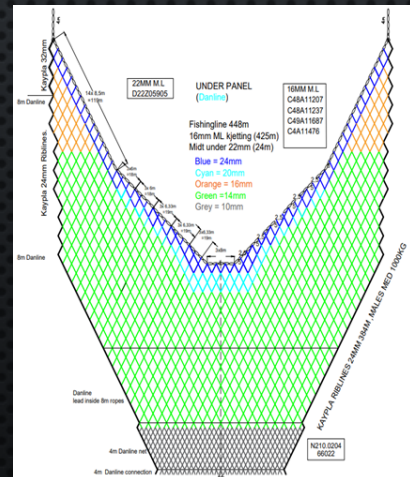 5
5
Kaypla 32mm
22MM M.L
D22Z05905
UNDER PANEL
(Danline)
16MM M.L
C48A11207
C48A11237
C49A11687
C4A11476
8m Danline
Fishingline 448m
16mm ML kjetting (425m)
Midt under 22mm (24m)
Blue = 24mm
Cyan = 20mm
Orange = 16mm
Green =14mm
Grey = 10mm
Kaypla 24mm Riblines.
8m Danline
KAYPLA RIBLINES 24MM 384M, MALES MED 1000KG
Danline
lead inside 8m ropes
4m Danline net
4m Danline connection
N210.0204
66022